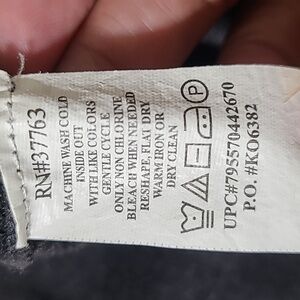 RN#37763
MACHINE WASH COLD
INSIDE OUT
WITH LIKE COLORS
GENTLE CYCLE
ONLY NON CHLORINE
BLEACH WHEN NEEDED
RESHAPE, FLAT DRY
WARM IRON OR
DRY CLEAN
P
UPC#795570442670
P.O. #KO6382